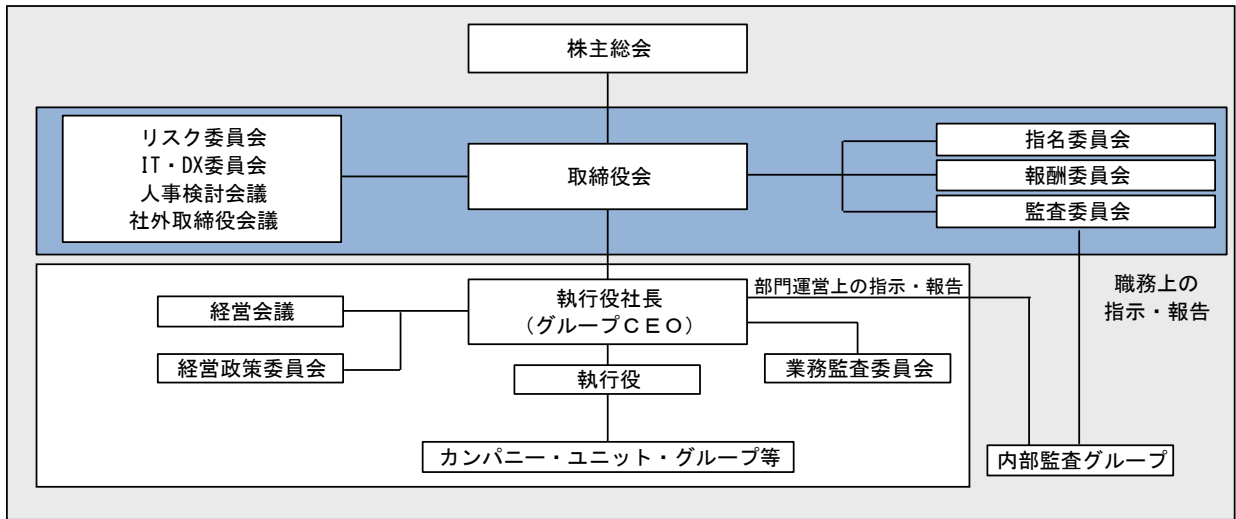 株主総会
リスク委員会
IT・DX委員会
人事検討会議
社外取締役会議
取締役会
指名委員会
報酬委員会
監査委員会
執行役社長
(グループCEO)
部門運営上の指示・報告
職務上の
指示・報告
経営会議
経営政策委員会
執行役
業務監査委員会
カンパニー・ユニット・グループ等
内部監査グループ